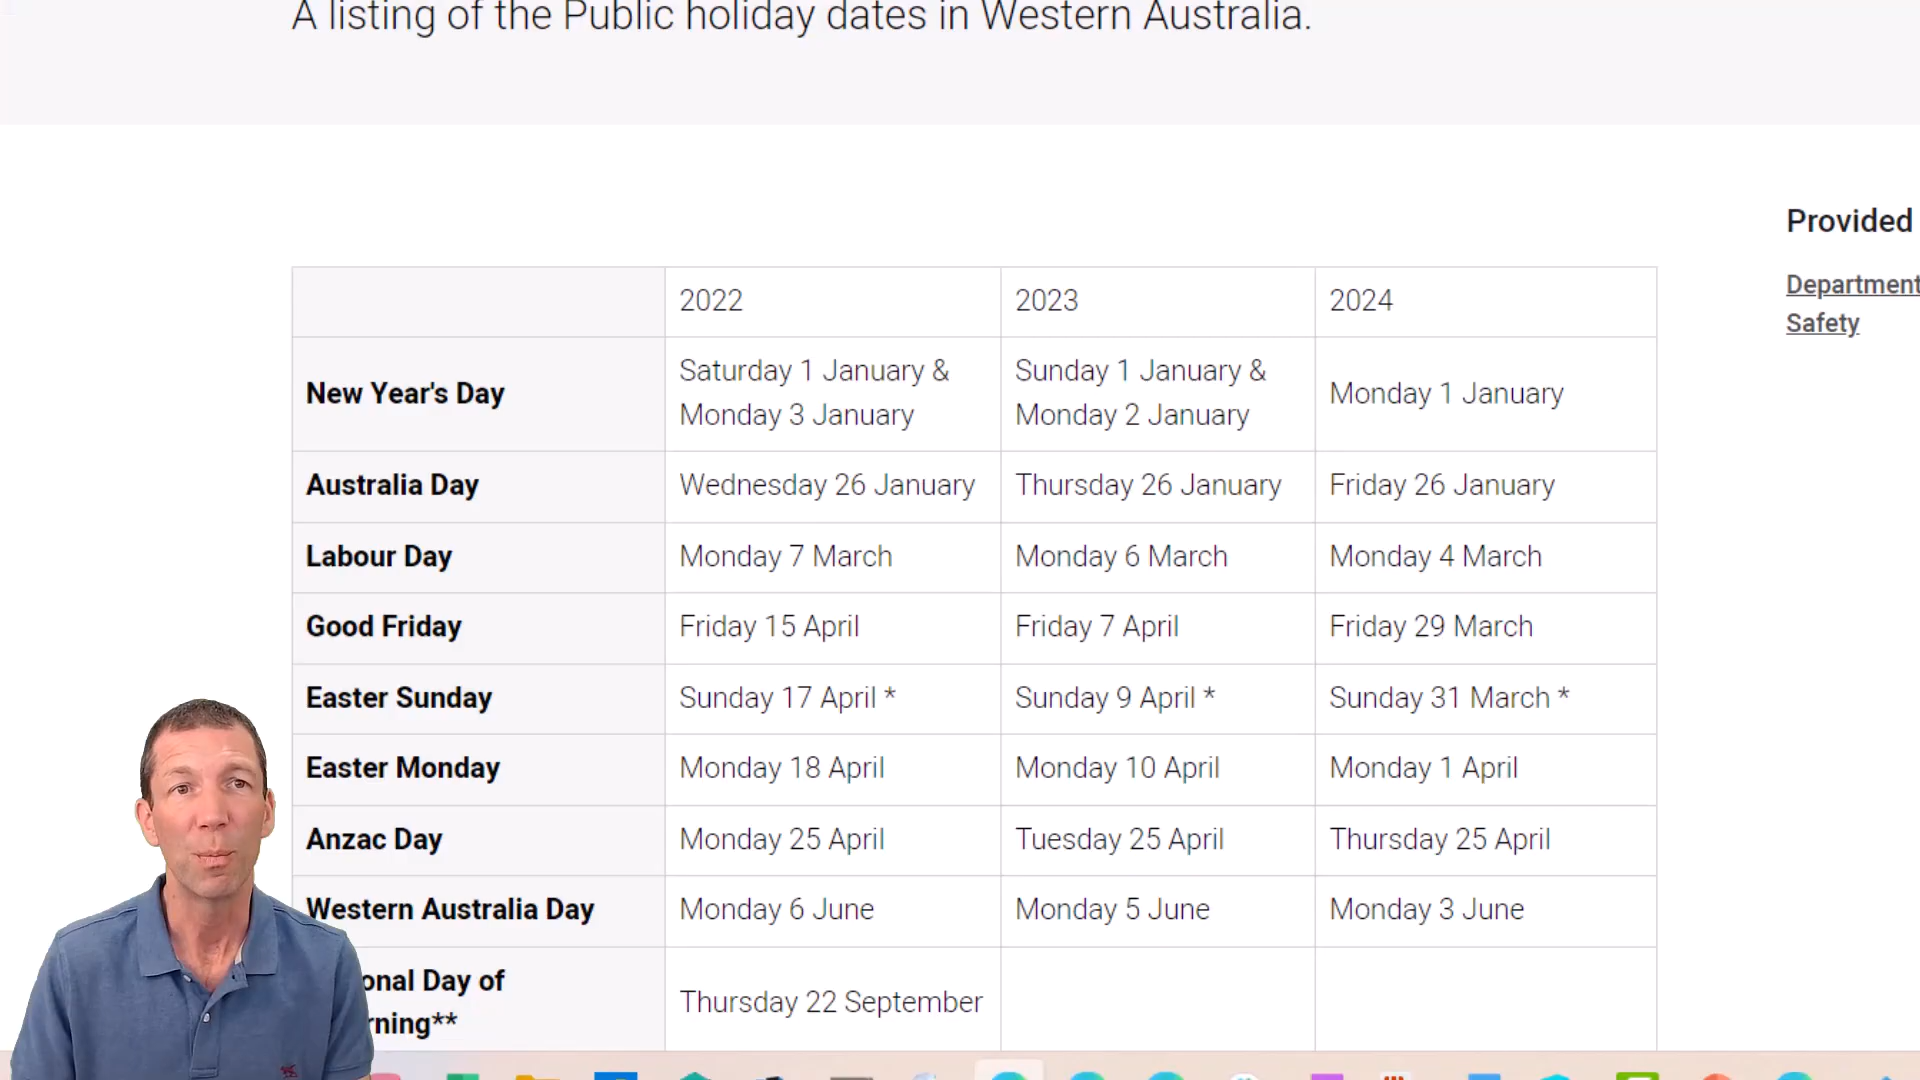 A listing of the Public holiday dates in Western Australia.
Provided
Department
Safety
2022 2023 2024
New Year's Day
Saturday 1 January &
Monday 3 January
Sunday 1 January &
Monday 2 January
Monday 1 January
Australia Day Wednesday 26 January Thursday 26 January Friday 26 January
Labour Day Monday 7 March Monday 6 March Monday 4 March
Good Friday Friday 15 April Friday 7 April Friday 29 March
Easter Sunday Sunday 17 April * Sunday 9 April * Sunday 31 March *
Easter Monday Monday 18 April Monday 10 April Monday 1 April
Anzac Day Monday 25 April Tuesday 25 April Thursday 25 April
Western Australia Day Monday 6 June Monday 5 June Monday 3 June
onal Day of
rning**
Thursday 22 September